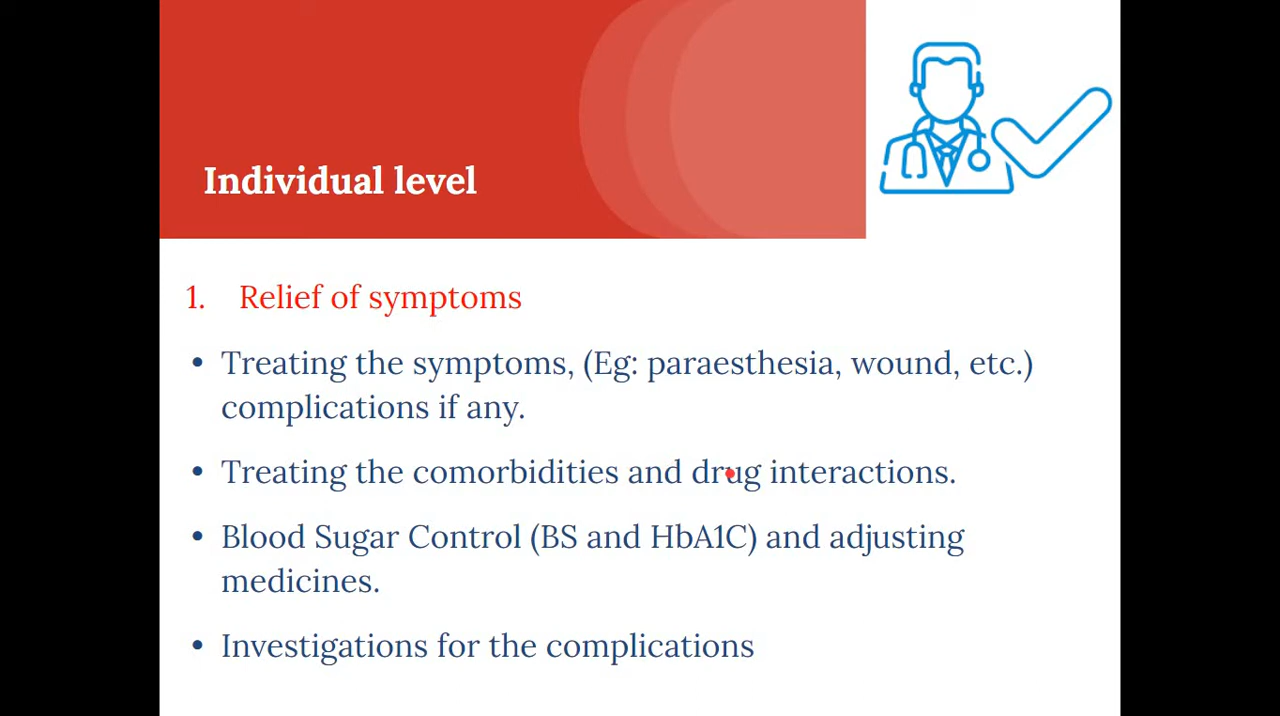 Individual level
1. Relief of symptoms
• Treating the symptoms, (Eg: paraesthesia, wound, etc.)
complications if any.
• Treating the comorbidities and drug interactions.
• Blood Sugar Control (BS and HbA1C) and adjusting
medicines.
• Investigations for the complications